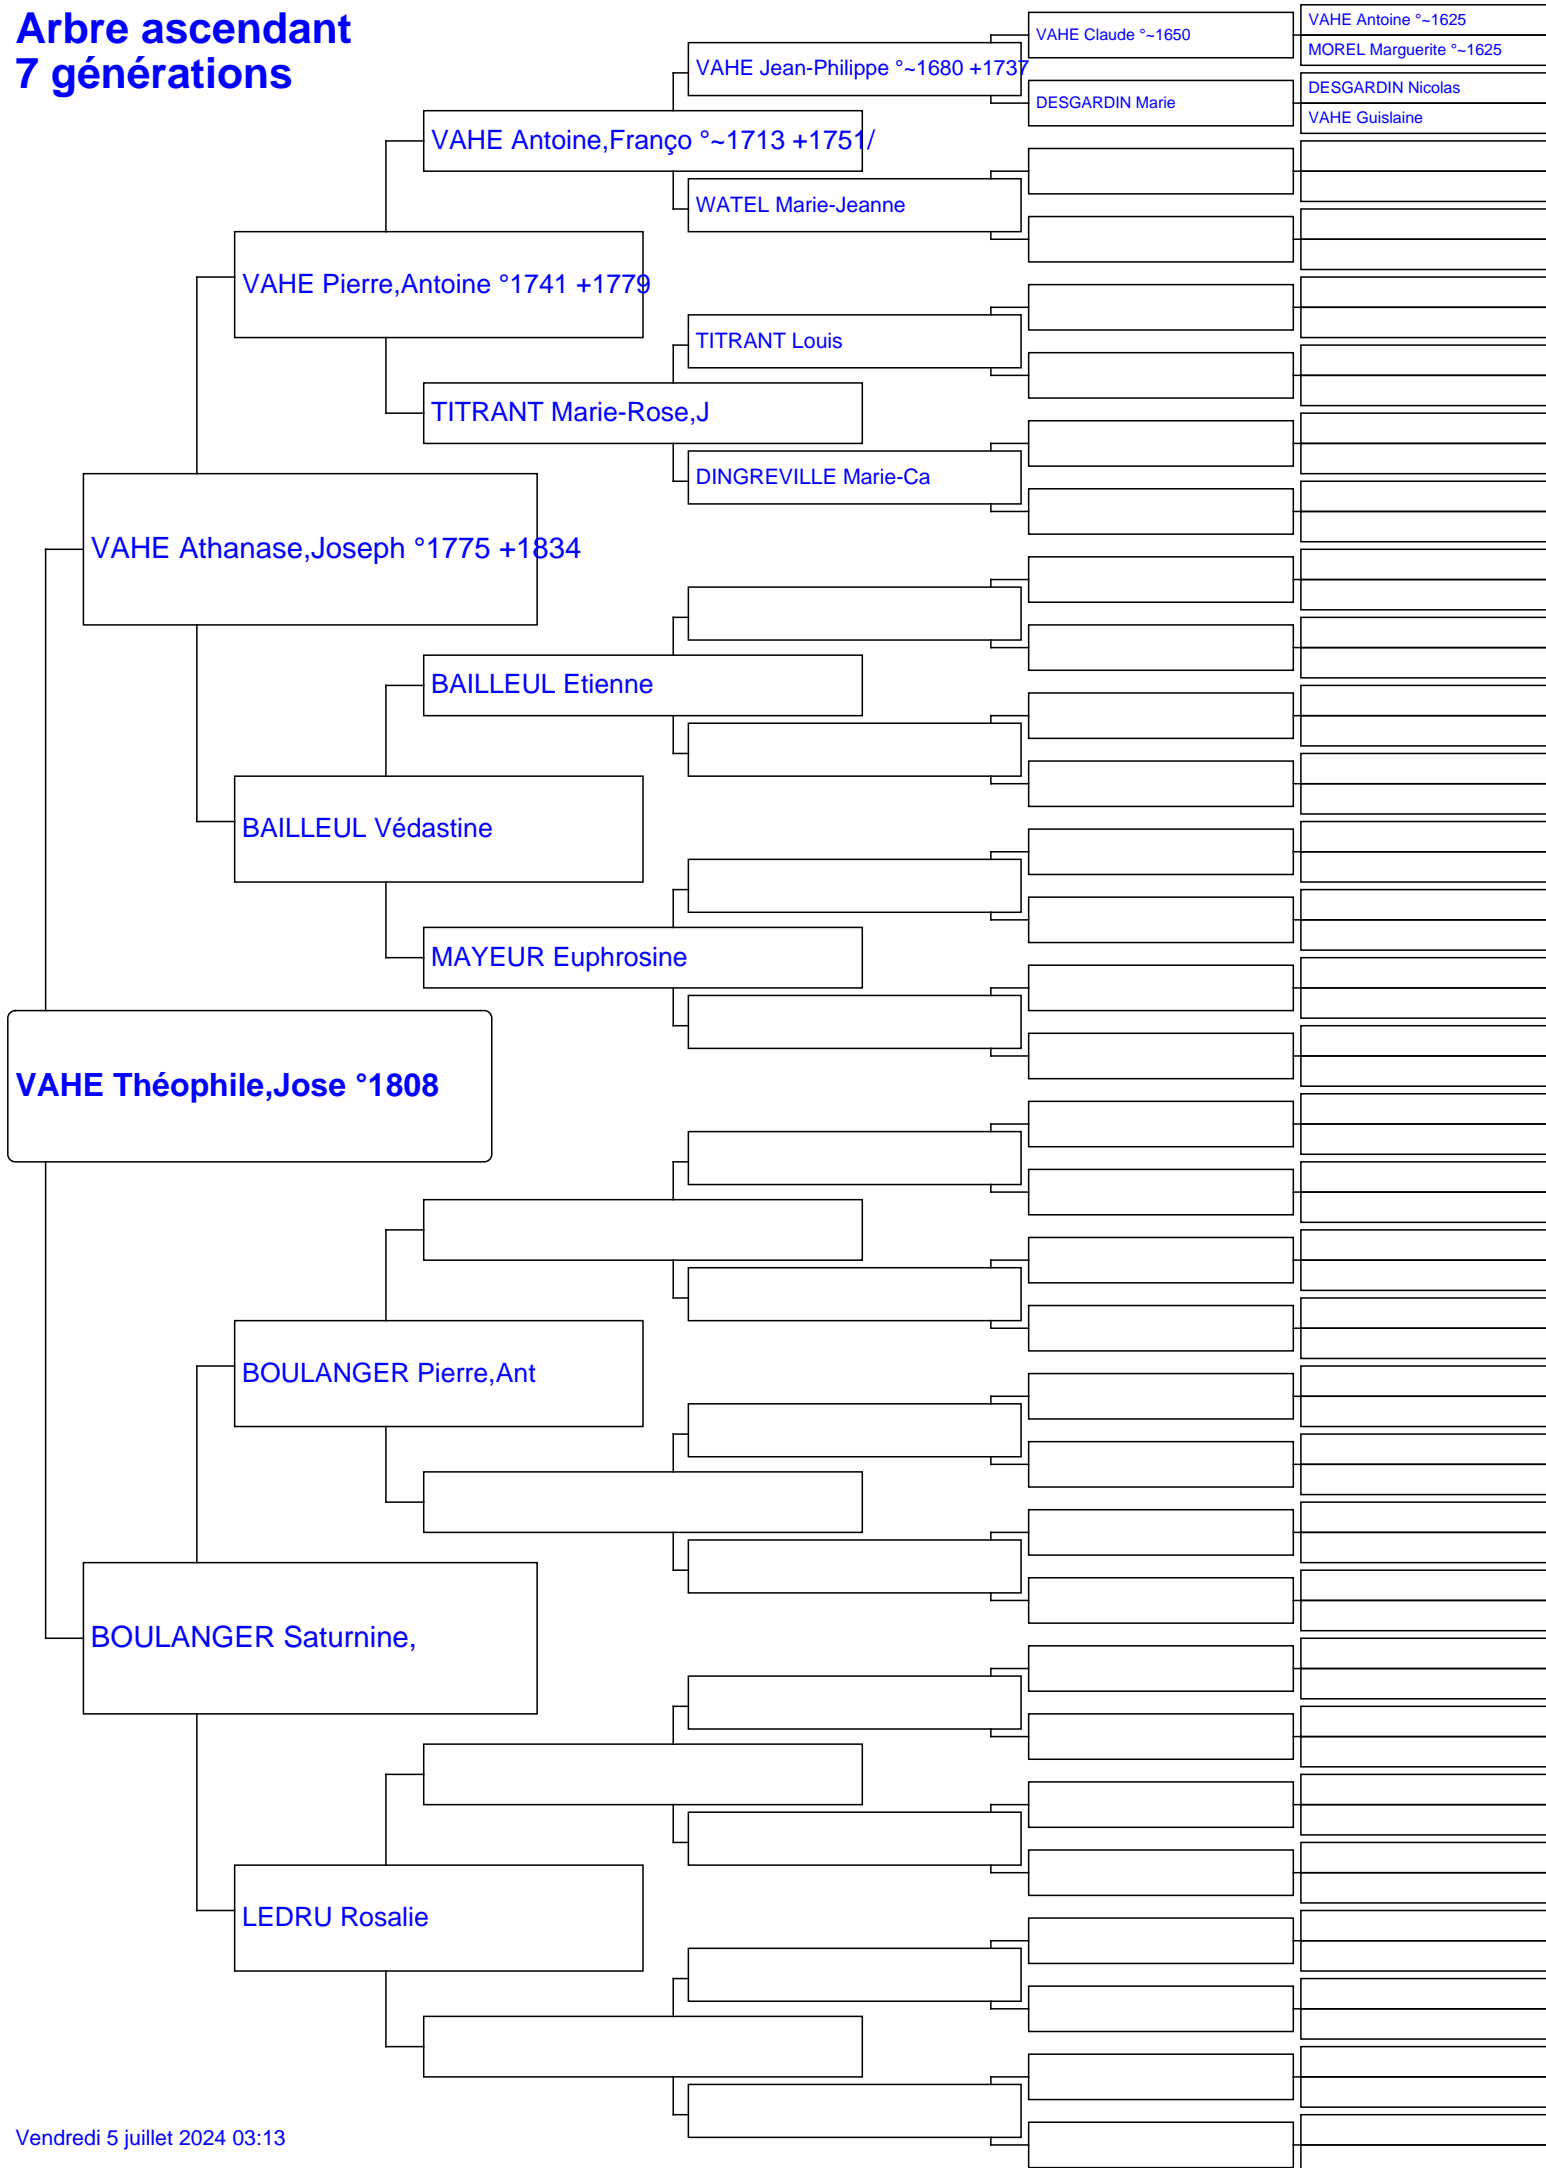 Arbre ascendant
7 générations
VAHE Antoine °~1625
VAHE Claude °~1650
MOREL Marguerite °~1625
VAHE Jean-Philippe °~1680 +1737
DESGARDIN Nicolas
DESGARDIN Marie
VAHE Guislaine
VAHE Antoine,Franço °~1713 +1751/
WATEL Marie-Jeanne
VAHE Pierre,Antoine °1741 +1779
TITRANT Louis
TITRANT Marie-Rose,J
DINGREVILLE Marie-Ca
VAHE Athanase,Joseph °1775 +1834
BAILLEUL Etienne
BAILLEUL Védastine
MAYEUR Euphrosine
VAHE Théophile,Jose °1808
BOULANGER Pierre,Ant
BOULANGER Saturnine,
LEDRU Rosalie
Vendredi 5 juillet 2024 03:13